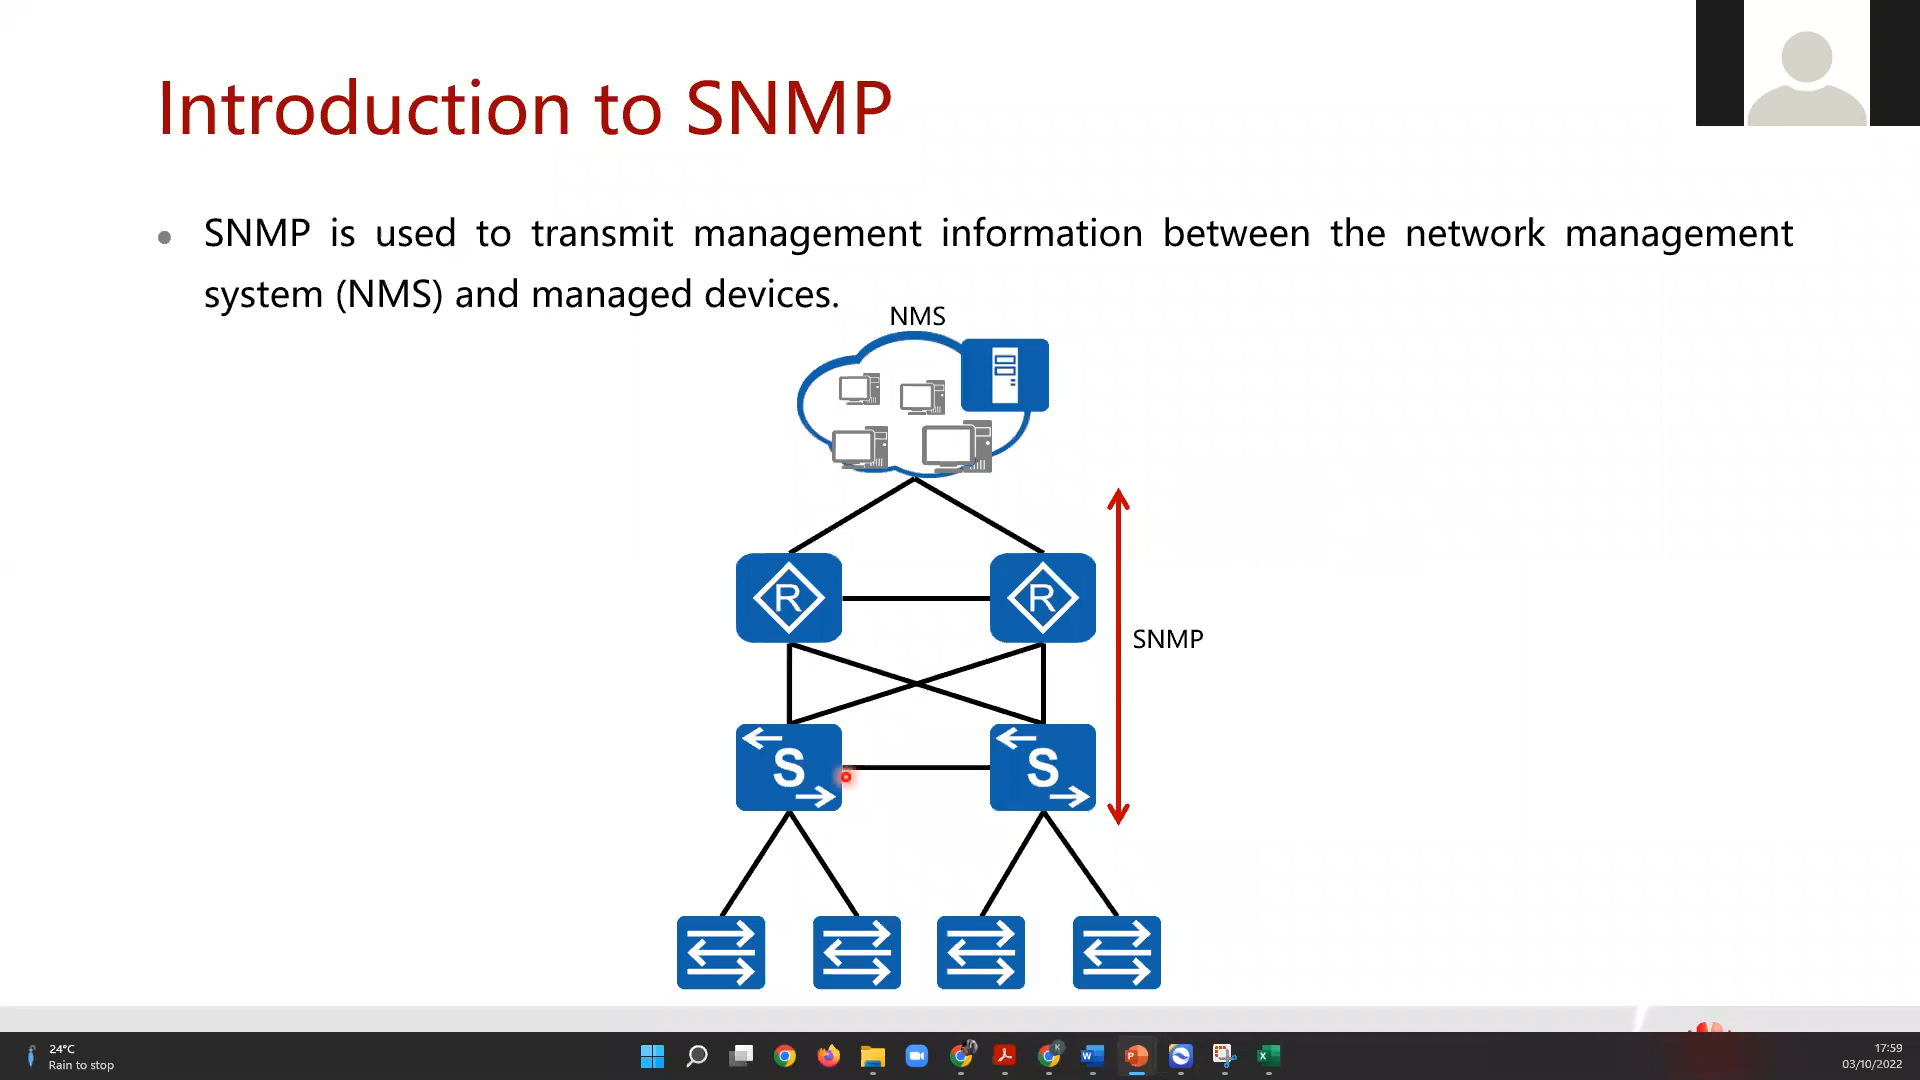 Introduction to SNMP
SNMP is used to transmit management information between the network management
system (NMS) and managed devices.
NMS
R
R
SNMP
S
S
24°C
Rain to stop
17:59
03/10/2022